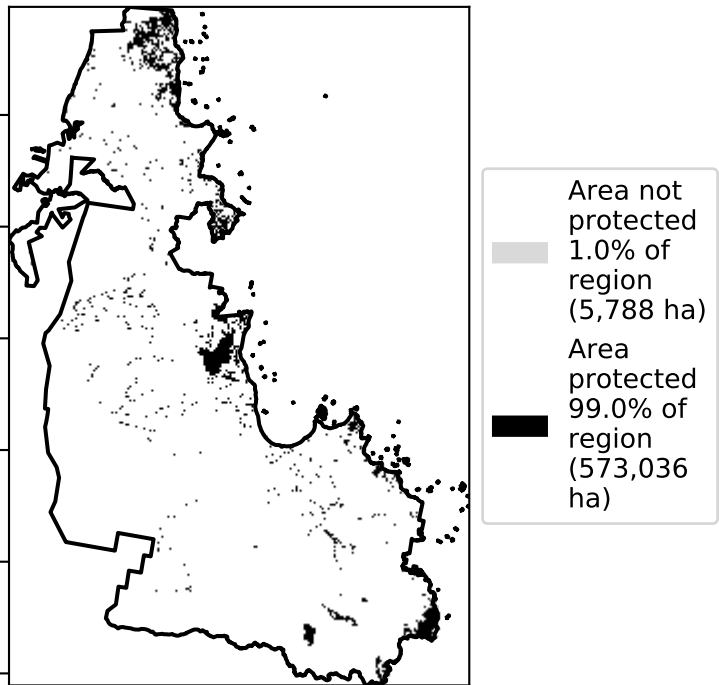 Area not
protected
1.0% of
region
(5,788 ha)
Area
protected
99.0% of
region
(573,036
ha)